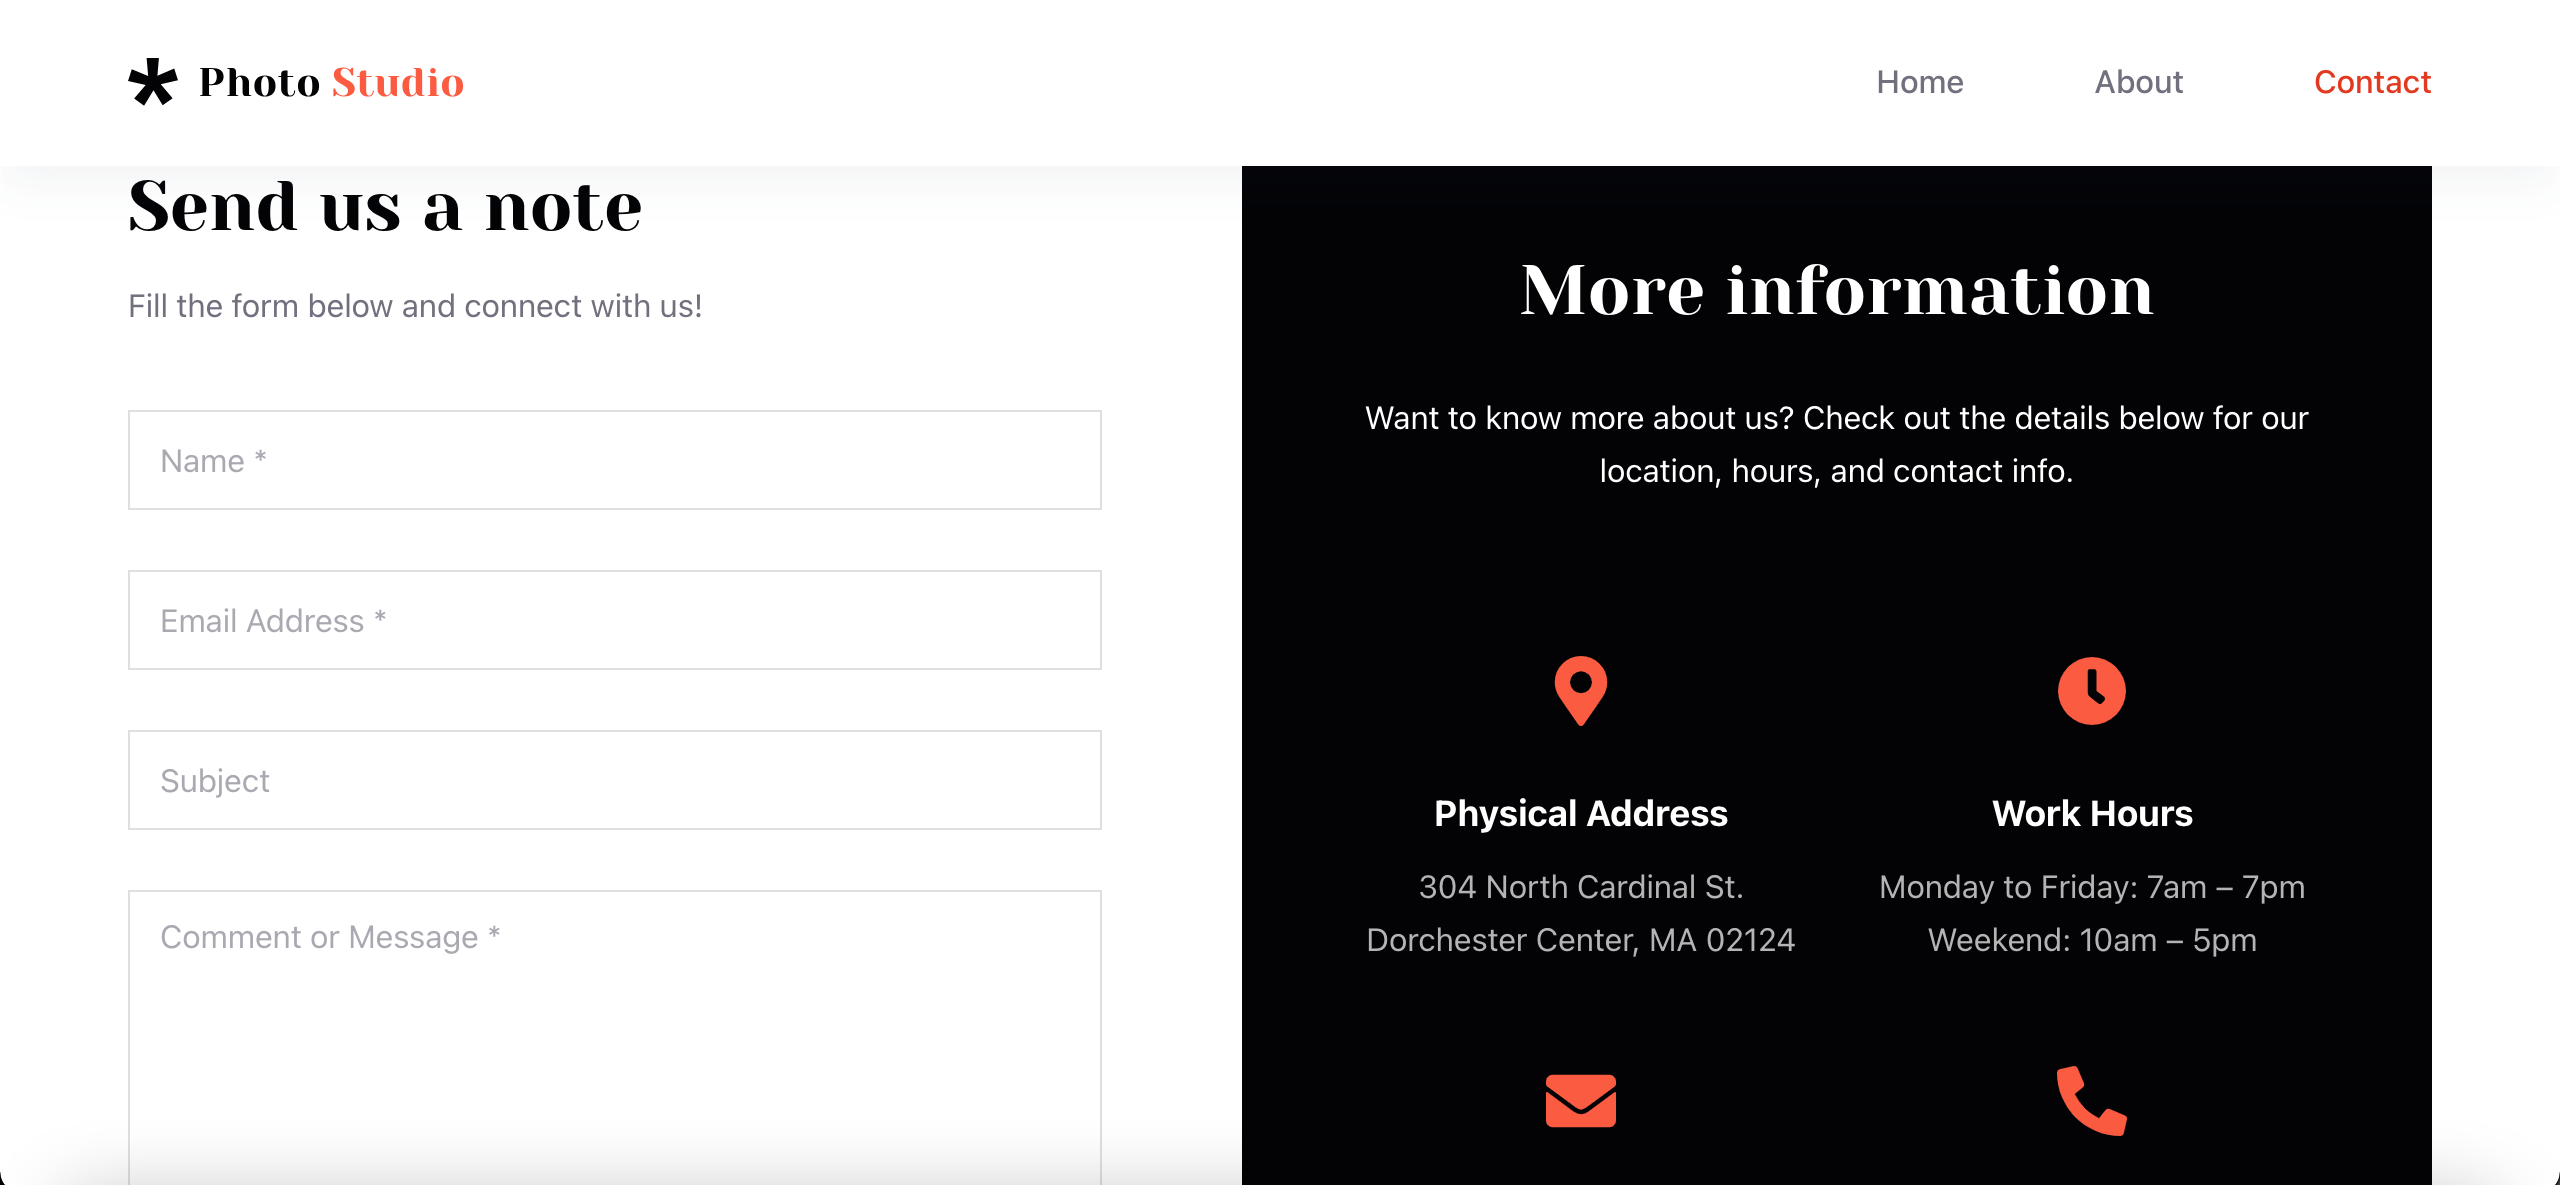 Photo Studio
Home
About
Contact
Send us a note
Fill the form below and connect with us!
Name *
Email Address *
Subject
Comment or Message *
More information
Want to know more about us? Check out the details below for our
location, hours, and contact info.
Physical Address
304 North Cardinal St.
Dorchester Center, MA 02124
Work Hours
Monday to Friday: 7am – 7pm
Weekend: 10am – 5pm